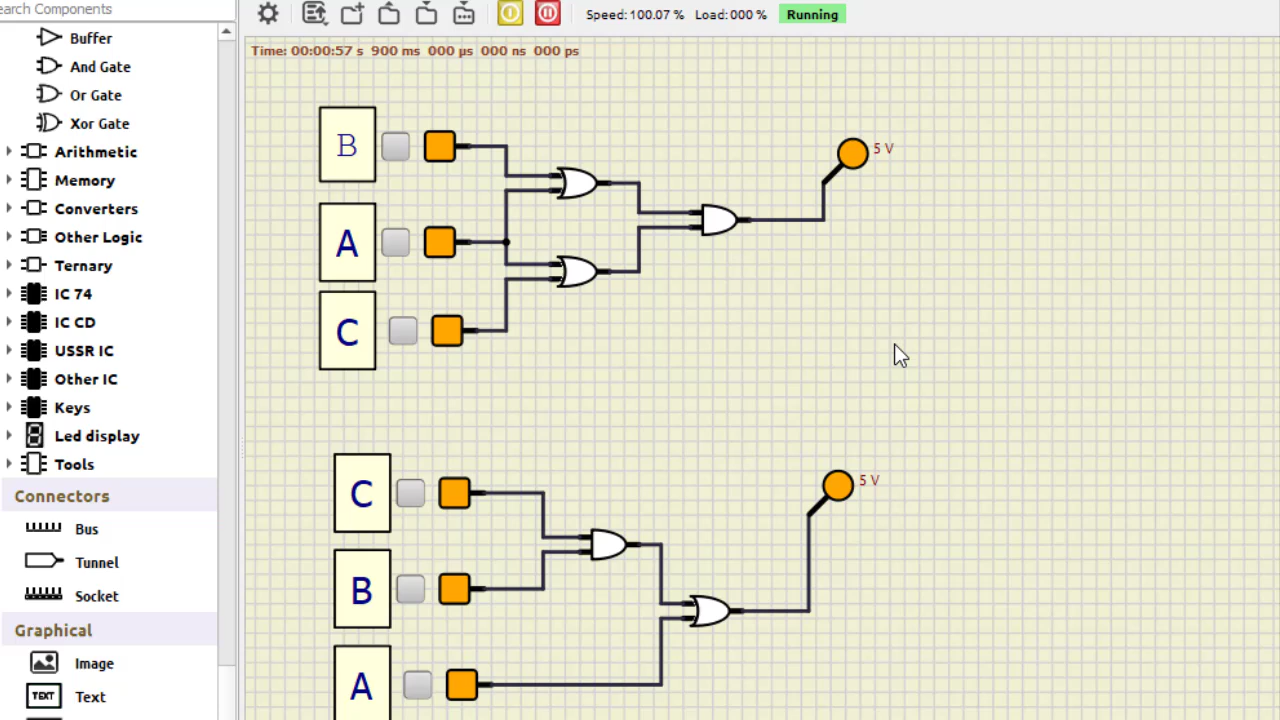 earch Components
Speed: 100.07 %
Load: 000 %
Running
Time: 00:00:57 s 900 ms 000 µs 000 ns 000 ps
Buffer
And Gate
Or Gate
Xor Gate
Arithmetic
Memory
Converters
Other Logic
Ternary
IC 74
IC CD
USSR IC
Other IC
Keys
Led display
Tools
Connectors
Bus
Tunnel
Socket
Graphical
Image
TEXT Text
B
A
C
5 V
C
B
A
5 V